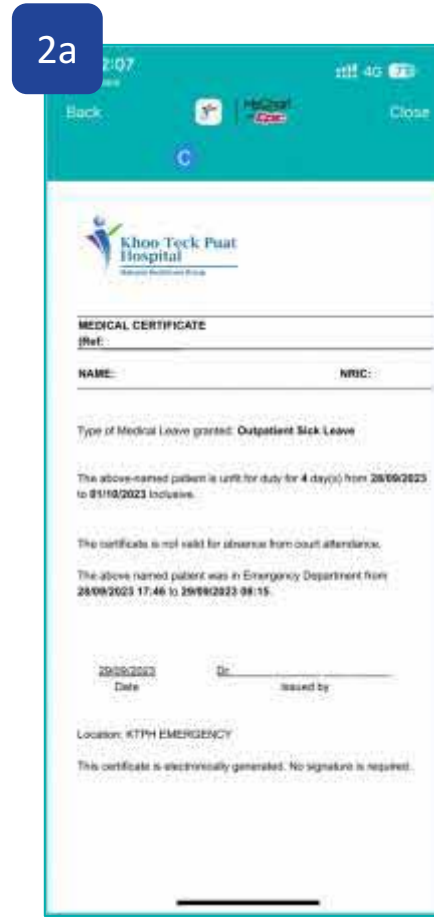 2a
2:07
4G
Back
MyChart
Epic
Close
C
Khoo Teck Puat
Hospital
MEDICAL CERTIFICATE
(Ref:
NAME: NRIC:
Type of Medical Leave granted: Outpatient Sick Leave
The above-named patient is unfit for duty for 4 day(s) from 28/09/2023
to 01/10/2023 inclusive.
The certificate is not valid for absence from court attendance.
The above named patient was in Emergency Department from
28/09/2023 17:46 to 29/09/2023 08:15.
29/09/2023 Dr.
Date Issued by
Location: KTPH EMERGENCY
This certificate is electronically generated. No signature is required.